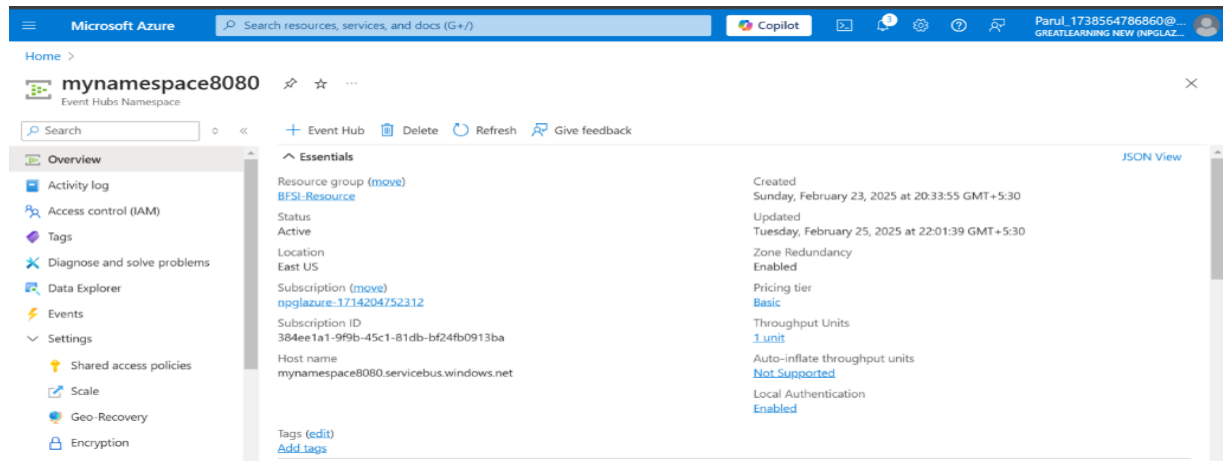 Microsoft Azure
Search resources, services, and docs (G+/)
Copilot
3
Parul_1738564786860@...
GREATLEARNING NEW (NPGLAZ...
Home >
mynamespace8080
Event Hubs Namespace
Search
+ Event Hub Delete Refresh Give feedback
Overview
Activity log
Access control (IAM)
Tags
Diagnose and solve problems
Data Explorer
Events
Settings
Shared access policies
Scale
Geo-Recovery
Encryption
Essentials
JSON View
Resource group (move)
BFSI-Resource
Status
Active
Location
East US
Subscription (move)
npglazure-1714204752312
Subscription ID
384ee1a1-9f9b-45c1-81db-bf24fb0913ba
Host name
mynamespace8080.servicebus.windows.net
Created
Sunday, February 23, 2025 at 20:33:55 GMT+5:30
Updated
Tuesday, February 25, 2025 at 22:01:39 GMT+5:30
Zone Redundancy
Enabled
Pricing tier
Basic
Throughput Units
1 unit
Auto-inflate throughput units
Not Supported
Local Authentication
Enabled
Tags (edit)
Add tags